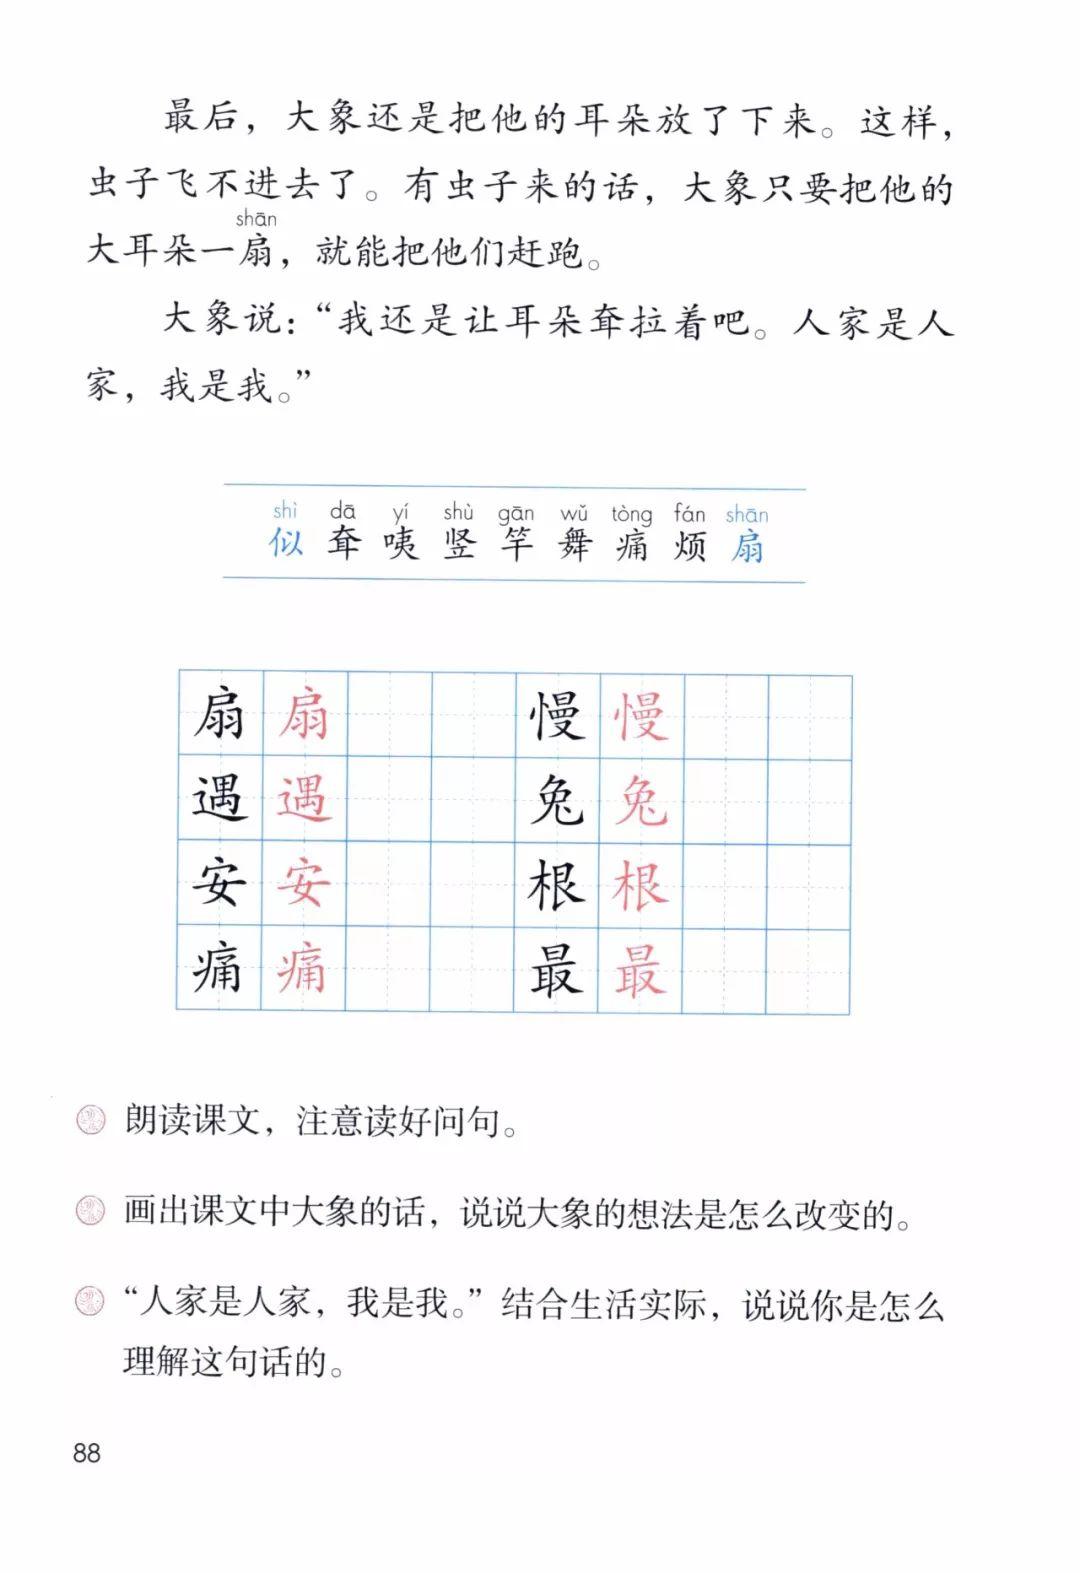 最后，大象还是把他的耳朵放了下来。这样，
虫子飞不进去了。有虫子来的话，大象只要把他的
shān
大耳朵一扇，就能把他们赶跑。
大象说：“我还是让耳朵耷拉着吧。人家是人
家，我是我。”
shì dā yí shù gān wǔ tòng fán shān
似 耷 咦 竖 竿 舞 痛 烦 扇
扇 扇 慢 慢
遇 遇 兔 兔
安 安 根 根
痛 痛 最 最
朗读课文，注意读好问句。
画出课文中大象的话，说说大象的想法是怎么改变的。
“人家是人家，我是我。”结合生活实际，说说你是怎么
理解这句话的。
88